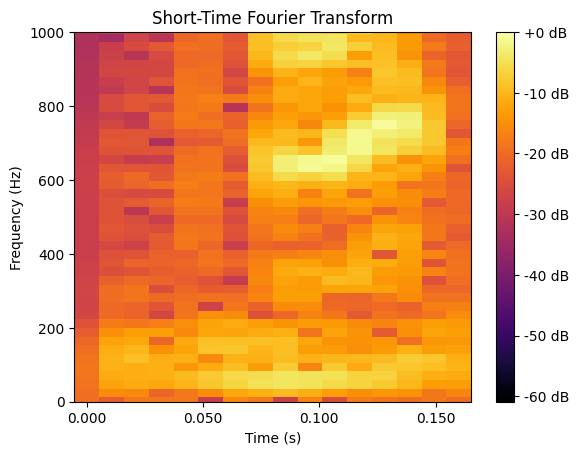 Short-Time Fourier Transform
Frequency (Hz)
1000
800
600
400
200
0
0.000
0.050
0.100
0.150
Time (s)
+0 dB
-10 dB
-20 dB
-30 dB
-40 dB
-50 dB
-60 dB